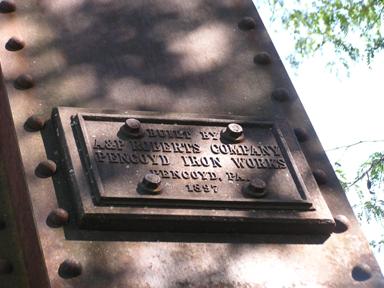 BUILT BY
A&P ROBERTS COMPANY
PENCOYD IRON WORKS
PENCOYD, PA.
1897